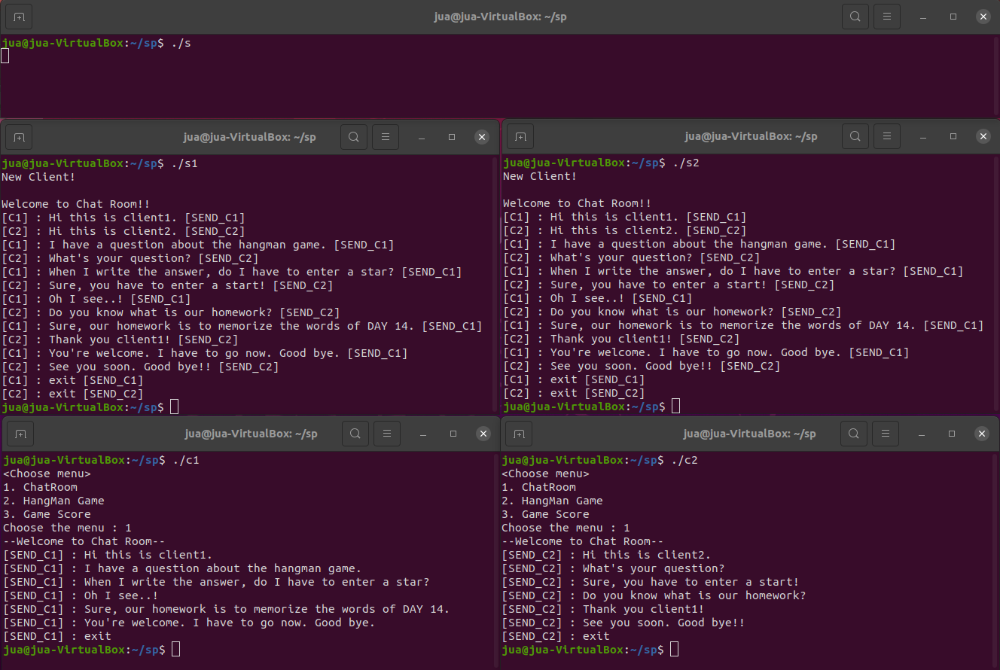 jua@jua-VirtualBox: ~/sp
jua@jua-VirtualBox:~/sp$ ./s
jua@jua-VirtualBox: ~/sp
jua@jua-VirtualBox:~/sp$ ./s1
New Client!
Welcome to Chat Room!!
[C1] : Hi this is client1. [SEND_C1]
[C2] : Hi this is client2. [SEND_C2]
[C1] : I have a question about the hangman game. [SEND_C1]
[C2] : What's your question? [SEND_C2]
[C1] : When I write the answer, do I have to enter a star? [SEND_C1]
[C2] : Sure, you have to enter a start! [SEND_C2]
[C1] : Oh I see..! [SEND_C1]
[C2] : Do you know what is our homework? [SEND_C2]
[C1] : Sure, our homework is to memorize the words of DAY 14. [SEND_C1]
[C2] : Thank you client1! [SEND_C2]
[C1] : You're welcome. I have to go now. Good bye. [SEND_C1]
[C2] : See you soon. Good bye!! [SEND_C2]
[C1] : exit [SEND_C1]
[C2] : exit [SEND_C2]
jua@jua-VirtualBox:~/sp$
jua@jua-VirtualBox: ~/sp
jua@jua-VirtualBox:~/sp$ ./s2
New Client!
Welcome to Chat Room!!
[C1] : Hi this is client1. [SEND_C1]
[C2] : Hi this is client2. [SEND_C2]
[C1] : I have a question about the hangman game. [SEND_C1]
[C2] : What's your question? [SEND_C2]
[C1] : When I write the answer, do I have to enter a star? [SEND_C1]
[C2] : Sure, you have to enter a start! [SEND_C2]
[C1] : Oh I see..! [SEND_C1]
[C2] : Do you know what is our homework? [SEND_C2]
[C1] : Sure, our homework is to memorize the words of DAY 14. [SEND_C1]
[C2] : Thank you client1! [SEND_C2]
[C1] : You're welcome. I have to go now. Good bye. [SEND_C1]
[C2] : See you soon. Good bye!! [SEND_C2]
[C1] : exit [SEND_C1]
[C2] : exit [SEND_C2]
jua@jua-VirtualBox:~/sp$
jua@jua-VirtualBox: ~/sp
jua@jua-VirtualBox:~/sp$ ./c1
<Choose menu>
1. ChatRoom
2. HangMan Game
3. Game Score
Choose the menu : 1
--Welcome to Chat Room--
[SEND_C1] : Hi this is client1.
[SEND_C1] : I have a question about the hangman game.
[SEND_C1] : When I write the answer, do I have to enter a star?
[SEND_C1] : Oh I see..!
[SEND_C1] : Sure, our homework is to memorize the words of DAY 14.
[SEND_C1] : You're welcome. I have to go now. Good bye.
[SEND_C1] : exit
jua@jua-VirtualBox:~/sp$
jua@jua-VirtualBox: ~/sp
jua@jua-VirtualBox:~/sp$ ./c2
<Choose menu>
1. ChatRoom
2. HangMan Game
3. Game Score
Choose the menu : 1
--Welcome to Chat Room--
[SEND_C2] : Hi this is client2.
[SEND_C2] : What's your question?
[SEND_C2] : Sure, you have to enter a start!
[SEND_C2] : Do you know what is our homework?
[SEND_C2] : Thank you client1!
[SEND_C2] : See you soon. Good bye!!
[SEND_C2] : exit
jua@jua-VirtualBox:~/sp$